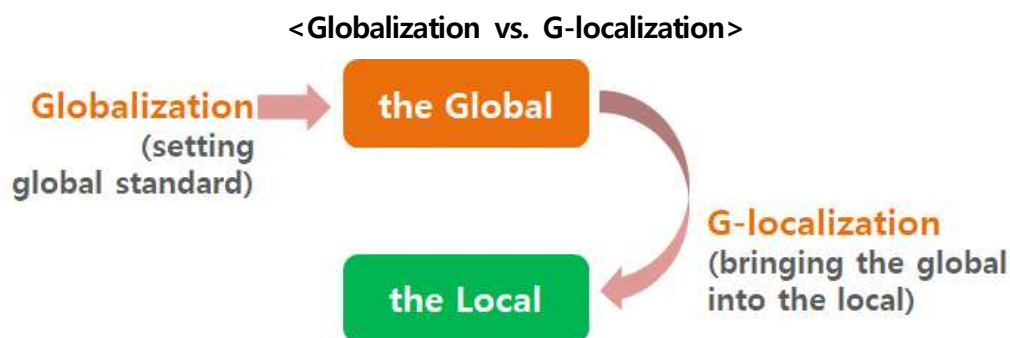 <Globalization vs. G-localization>
Globalization
(setting
global standard)
the Global
G-localization
(bringing the global
into the local)
the Local